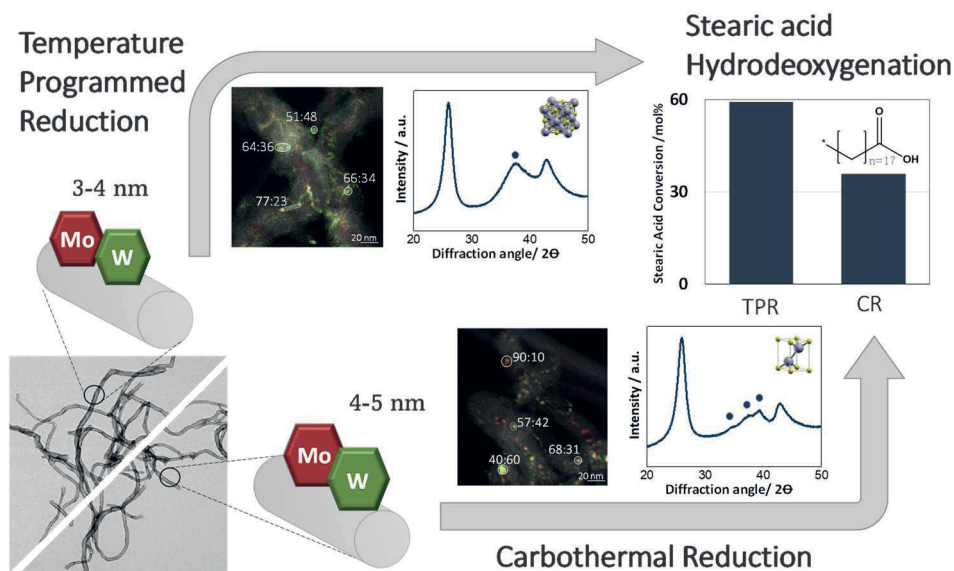 Temperature
Programmed
Reduction
3-4 nm
Mo
W
51:48
64:36
66:34
77:23
20 nm
Intensity / a.u.
20 30 40 50
Diffraction angle/ 2Θ
Stearic acid
Hydrodeoxygenation
Stearic Acid Conversion /mol%
60
30
0
*
O
OH
n=17
TPR CR
4-5 nm
Mo
W
90:10
57:42
68:31
40:60
20 nm
Intensity / a.u.
20 30 40 50
Diffraction angle/ 2Θ
Carbothermal Reduction